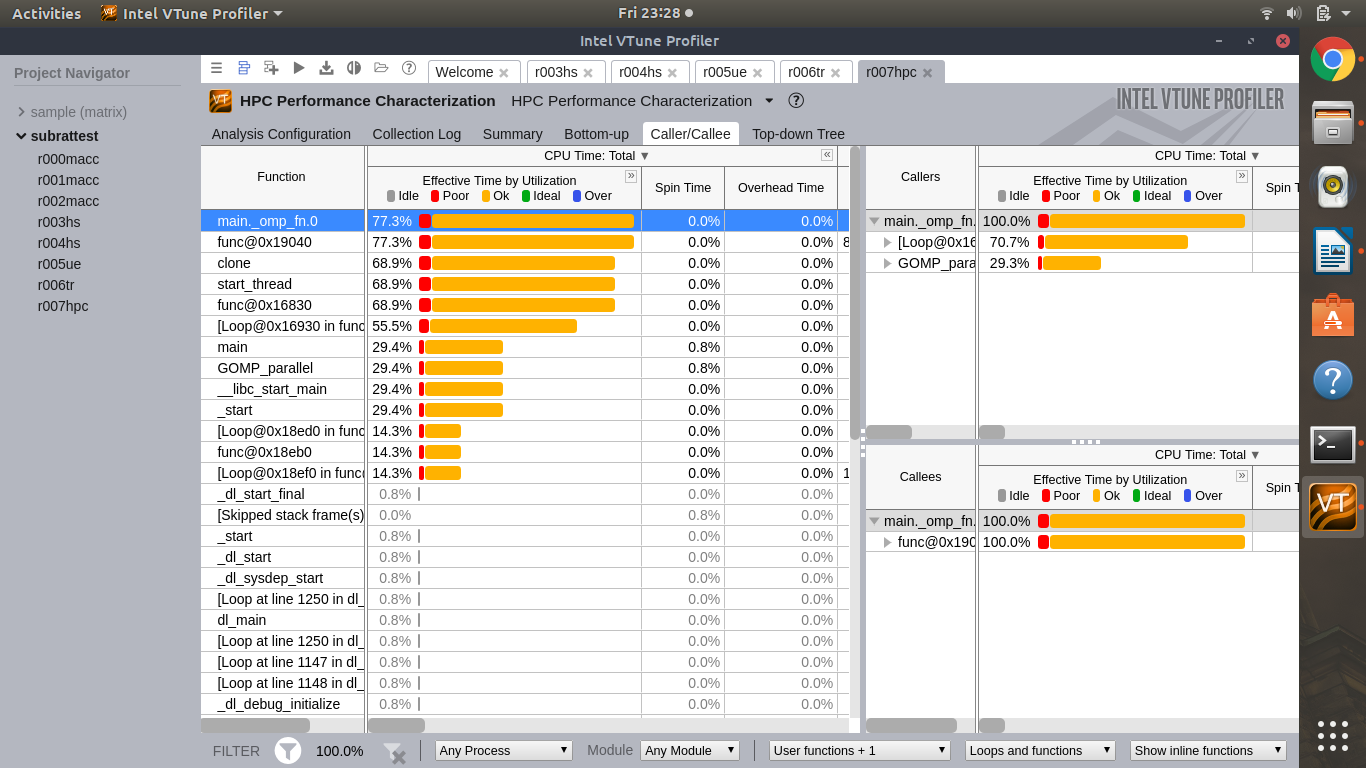 Activities Intel VTune Profiler Fri 23:28
Intel VTune Profiler
Project Navigator
sample (matrix)
subrattest
r000macc
r001macc
r002macc
r003hs
r004hs
r005ue
r006tr
r007hpc
Welcome r003hs r004hs r005ue r006tr r007hpc
VT HPC Performance Characterization HPC Performance Characterization INTEL VTUNE PROFILER
Analysis Configuration Collection Log Summary Bottom-up Caller/Callee Top-down Tree
Function CPU Time: Total
Effective Time by Utilization Spin Time Overhead Time
Idle Poor Ok Ideal Over
main._omp_fn.0 77.3% 0.0% 0.0%
func@0x19040 77.3% 0.0% 0.0% 8
clone 68.9% 0.0% 0.0%
start_thread 68.9% 0.0% 0.0%
func@0x16830 68.9% 0.0% 0.0%
[Loop@0x16930 in func 55.5% 0.0% 0.0%
main 29.4% 0.8% 0.0%
GOMP_parallel 29.4% 0.8% 0.0%
__libc_start_main 29.4% 0.0% 0.0%
_start 29.4% 0.0% 0.0%
[Loop@0x18ed0 in func 14.3% 0.0% 0.0%
func@0x18eb0 14.3% 0.0% 0.0%
[Loop@0x18ef0 in func 14.3% 0.0% 0.0% 1
_dl_start_final 0.8% 0.0% 0.0%
[Skipped stack frame(s) 0.0% 0.8% 0.0%
_start 0.8% 0.0% 0.0%
_dl_start 0.8% 0.0% 0.0%
_dl_sysdep_start 0.8% 0.0% 0.0%
[Loop at line 1250 in dl_ 0.8% 0.0% 0.0%
dl_main 0.8% 0.0% 0.0%
[Loop at line 1250 in dl_ 0.8% 0.0% 0.0%
[Loop at line 1147 in dl_ 0.8% 0.0% 0.0%
[Loop at line 1148 in dl_ 0.8% 0.0% 0.0%
_dl_debug_initialize 0.8% 0.0% 0.0%
Callers CPU Time: Total
Effective Time by Utilization Spin T
Idle Poor Ok Ideal Over
main._omp_fn. 100.0%
[Loop@0x16 70.7%
GOMP_para 29.3%
Callees CPU Time: Total
Effective Time by Utilization Spin T
Idle Poor Ok Ideal Over
main._omp_fn. 100.0%
func@0x190 100.0%
FILTER 100.0% Any Process Module Any Module User functions + 1 Loops and functions Show inline functions
VT